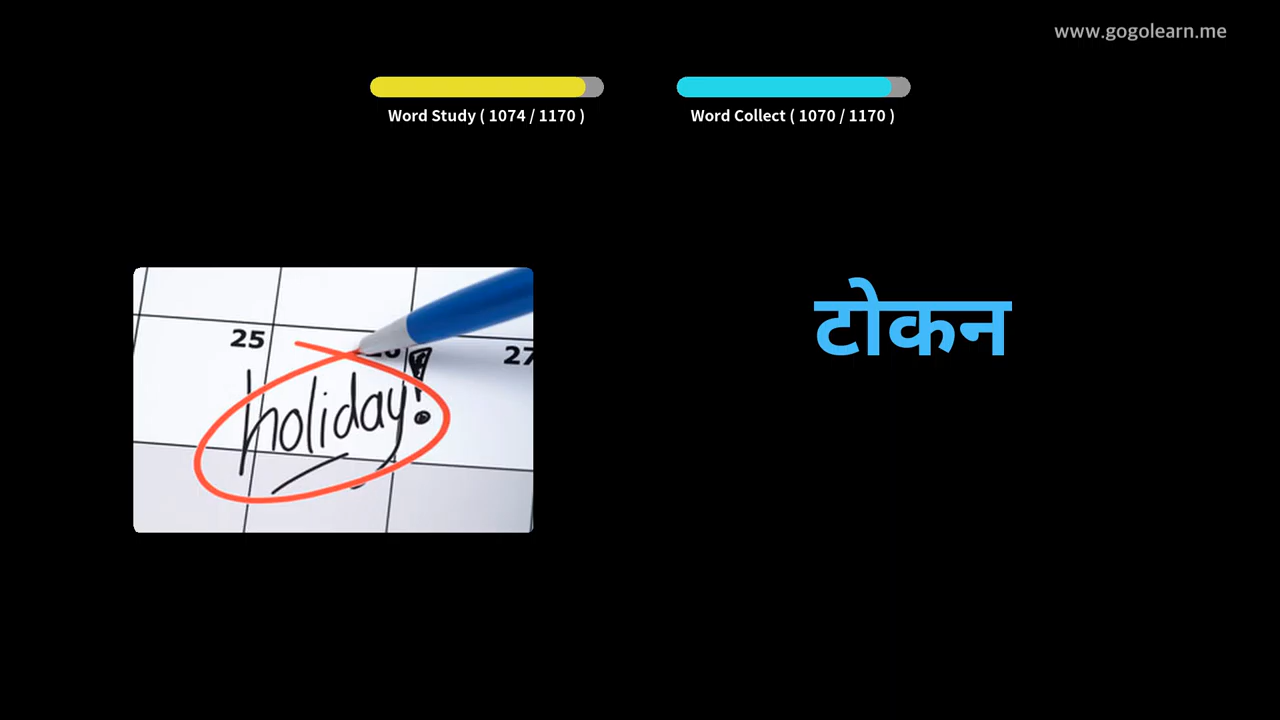 www.gogolearn.me
Word Study ( 1074 / 1170 )
Word Collect ( 1070 / 1170 )
टोकन
25
27
holiday!